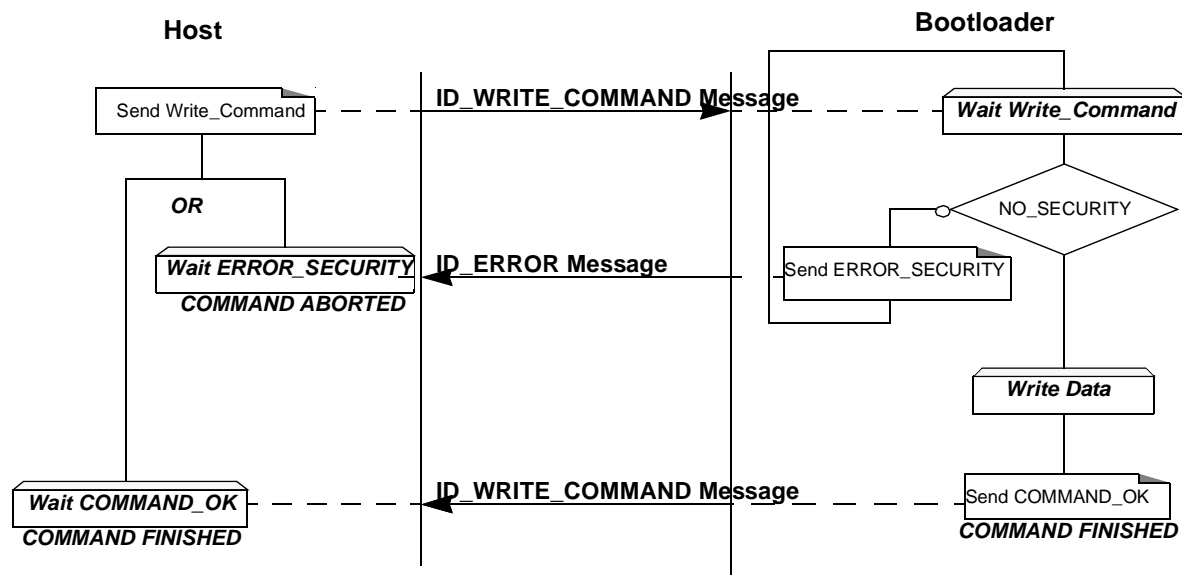 Host
Bootloader
Send Write_Command
ID_WRITE_COMMAND Message
Wait Write_Command
OR
NO_SECURITY
Wait ERROR_SECURITY
ID_ERROR Message
Send ERROR_SECURITY
COMMAND ABORTED
Write Data
Wait COMMAND_OK
ID_WRITE_COMMAND Message
Send COMMAND_OK
COMMAND FINISHED
COMMAND FINISHED